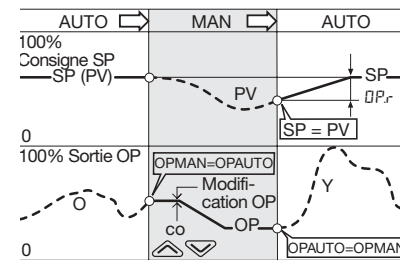 AUTO MAN AUTO
100%
Consigne SP
SP (PV)
PV
SP
OP.r
SP = PV
0
100% Sortie OP
OPMAN=OPAUTO
Modifi-
cation OP
O
Y
co
OP
0
OPAUTO=OPMAN